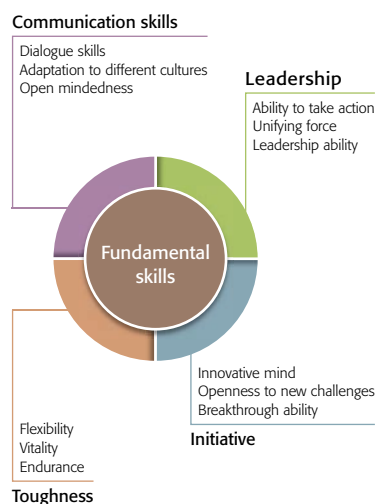 Communication skills
Dialogue skills
Adaptation to different cultures
Open mindedness
Leadership
Ability to take action
Unifying force
Leadership ability
Fundamental
skills
Innovative mind
Openness to new challenges
Breakthrough ability
Initiative
Flexibility
Vitality
Endurance
Toughness